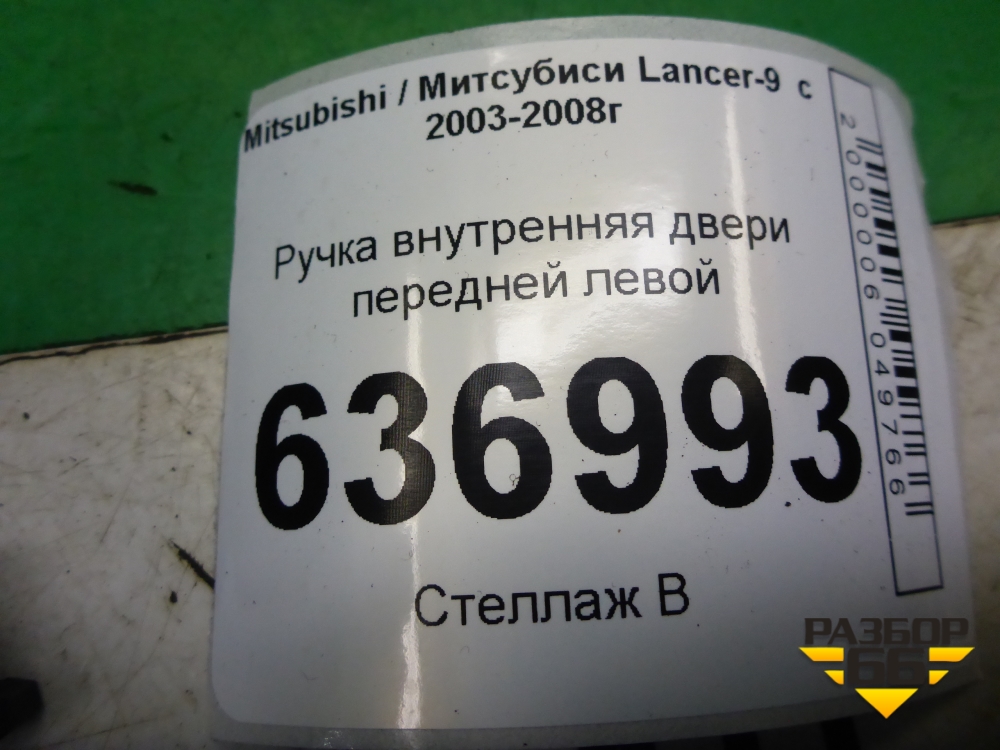 Mitsubishi / Митсубиси Lancer-9 с
2003-2008г
Ручка внутренняя двери
передней левой
636993
Стеллаж В
2000006049766
РАЗБОР
66